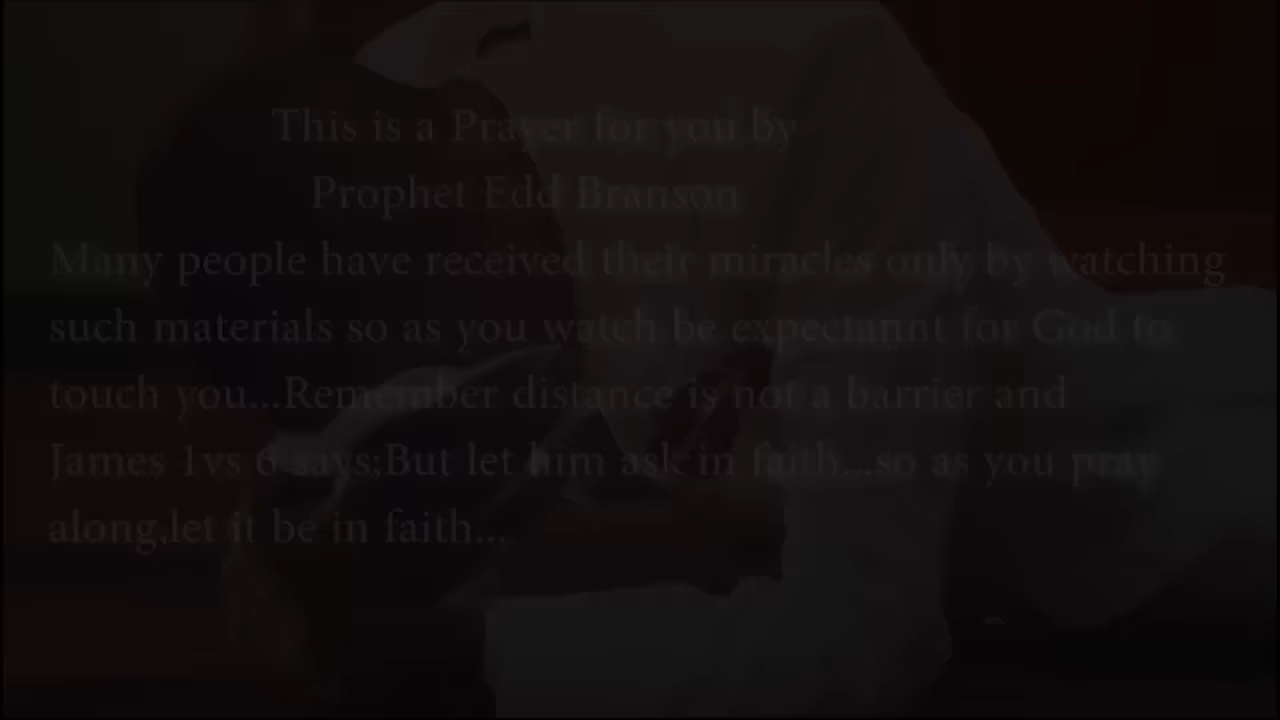 This is a Prayer for you by
Prophet Edd Branson
Many people have received their miracles only by watching
such materials so as you watch be expectannt for God to
touch you...Remember distance is not a barrier and
James 1vs 6 says;But let him ask in faith...so as you pray
along,let it be in faith...